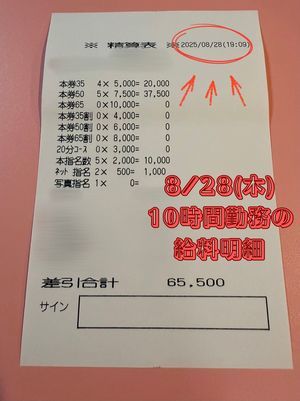 ※ 精算表 ※2025/08/28(19:09)
本券35 4× 5,000= 20,000
本券50 5× 7,500= 37,500
本券65 0×10,000= 0
本券35割 0× 4,000= 0
本券50割 0× 6,000= 0
本券65割 0× 8,000= 0
20分コース 0× 3,000= 0
本指名数 5× 2,000= 10,000
ネット指名 2× 500= 1,000
写真指名 1× 0=
8/28(木)
10時間勤務の
給料明細
差引合計 65,500
サイン